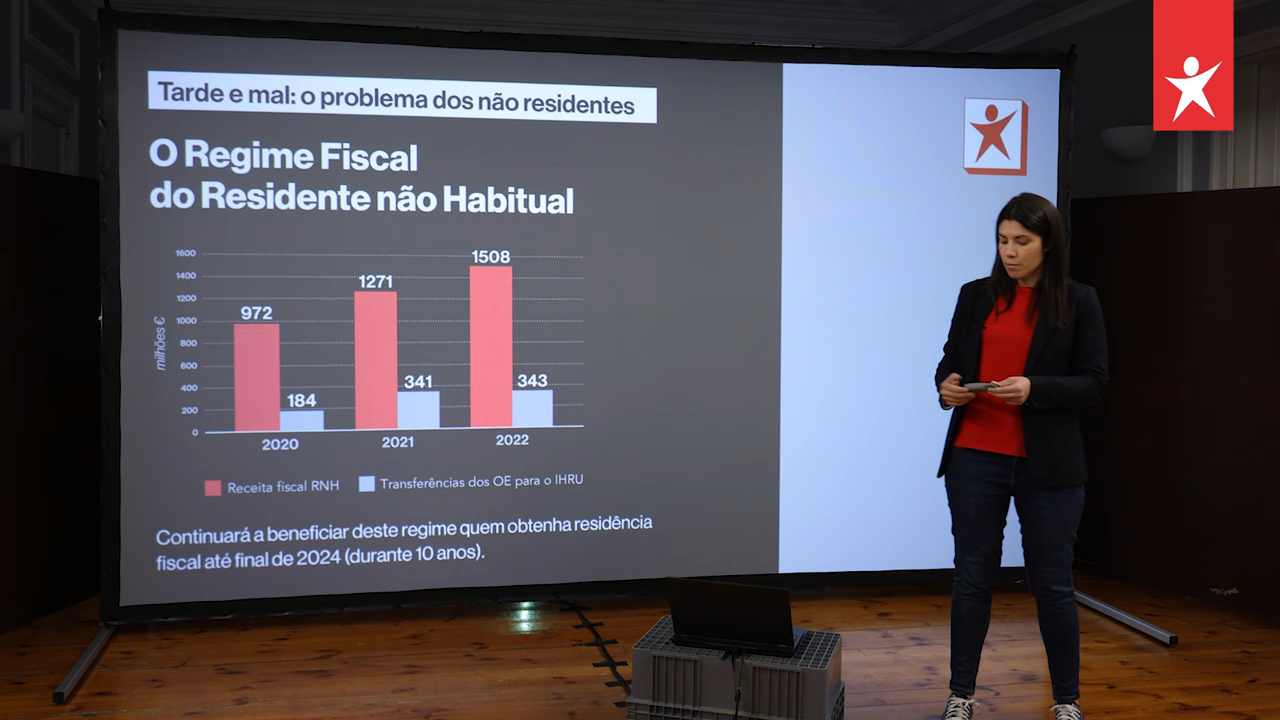 Tarde e mal: o problema dos não residentes
O Regime Fiscal
do Residente não Habitual
milhões €
1600
1400
1200
1000
800
600
400
200
0
972
184
1271
341
1508
343
2020
2021
2022
Receita fiscal RNH
Transferências dos OE para o IHRU
Continuará a beneficiar deste regime quem obtenha residência
fiscal até final de 2024 (durante 10 anos).